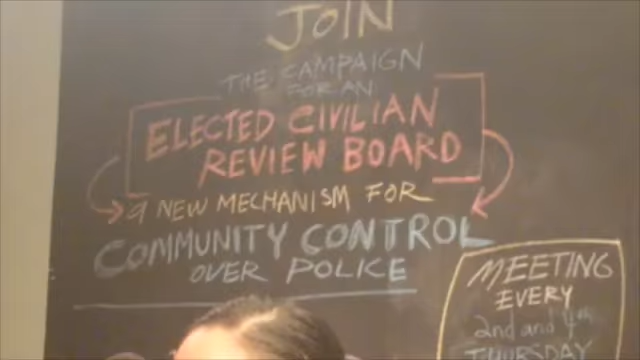 JOIN
THE CAMPAIGN
FOR AN
ELECTED CIVILIAN
REVIEW BOARD
A NEW MECHANISM FOR
COMMUNITY CONTROL
OVER POLICE
MEETING
EVERY
2nd and 4th
THURSDAY